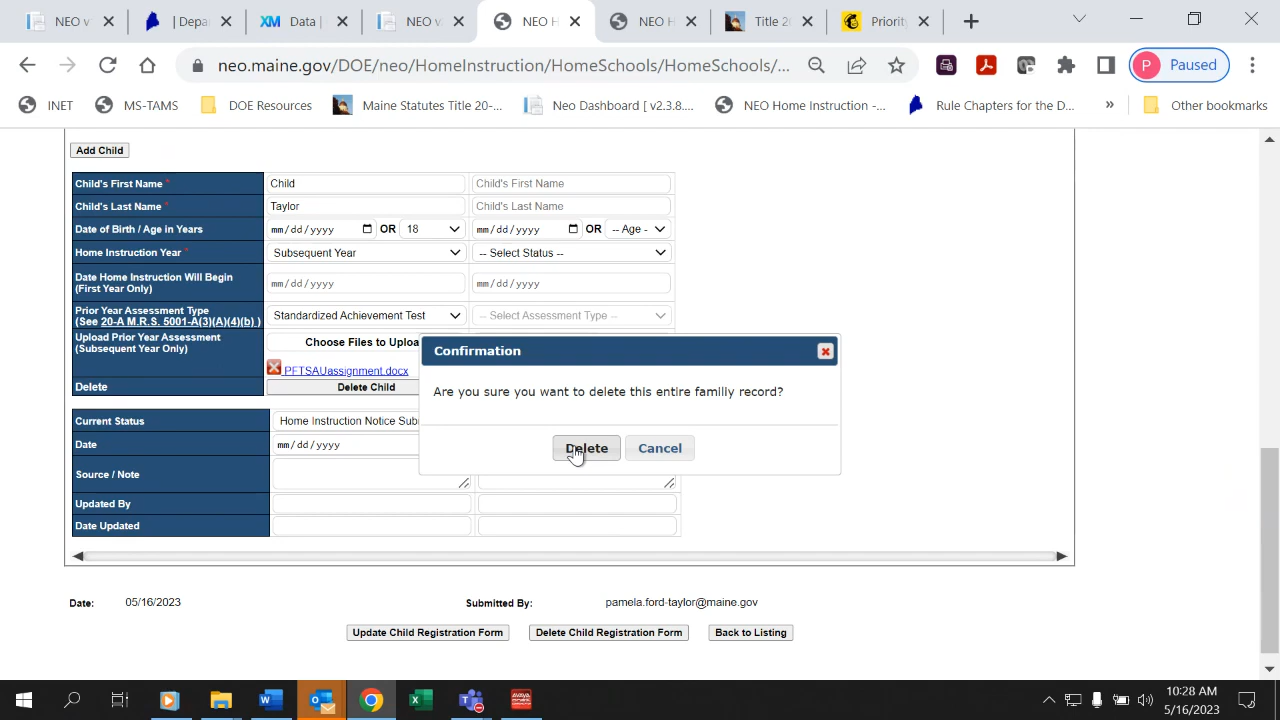 NEO v
| Depa
Data |
NEO v
NEO H
NEO H
Title 2
Priorit
neo.maine.gov/DOE/neo/HomeInstruction/HomeSchools/HomeSchools/...
P Paused
INET
MS-TAMS
DOE Resources
Maine Statutes Title 20-...
Neo Dashboard [ v2.3.8....
NEO Home Instruction -...
Rule Chapters for the D...
»
Other bookmarks
Add Child
Child's First Name * Child Child's First Name
Child's Last Name * Taylor Child's Last Name
Date of Birth / Age in Years mm/dd/yyyy OR 18 mm/dd/yyyy OR -- Age -
Home Instruction Year * Subsequent Year -- Select Status --
Date Home Instruction Will Begin
(First Year Only) mm/dd/yyyy mm/dd/yyyy
Prior Year Assessment Type
(See 20-A M.R.S. 5001-A(3)(A)(4)(b) ) Standardized Achievement Test -- Select Assessment Type --
Upload Prior Year Assessment
(Subsequent Year Only) Choose Files to Uploa
PFTSAUassignment.docx
Delete Delete Child
Confirmation
Are you sure you want to delete this entire familiy record?
Delete Cancel
Current Status Home Instruction Notice Sub
Date mm/dd/yyyy
Source / Note
Updated By
Date Updated
Date: 05/16/2023 Submitted By: pamela.ford-taylor@maine.gov
Update Child Registration Form Delete Child Registration Form Back to Listing
10:28 AM
5/16/2023